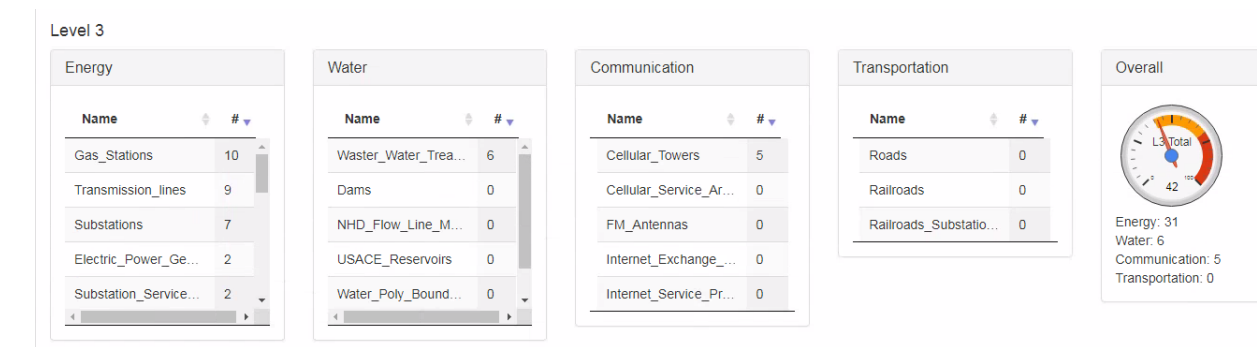 Level 3
Energy
Name #
Gas_Stations 10
Transmission_lines 9
Substations 7
Electric_Power_Ge... 2
Substation_Service... 2
Water
Name #
Waster_Water_Trea... 6
Dams 0
NHD_Flow_Line_M... 0
USACE_Reservoirs 0
Water_Poly_Bound... 0
Communication
Name #
Cellular_Towers 5
Cellular_Service_Ar... 0
FM_Antennas 0
Internet_Exchange_... 0
Internet_Service_Pr... 0
Transportation
Name #
Roads 0
Railroads 0
Railroads_Substatio... 0
Overall
L3 Total
0 100
42
Energy: 31
Water: 6
Communication: 5
Transportation: 0